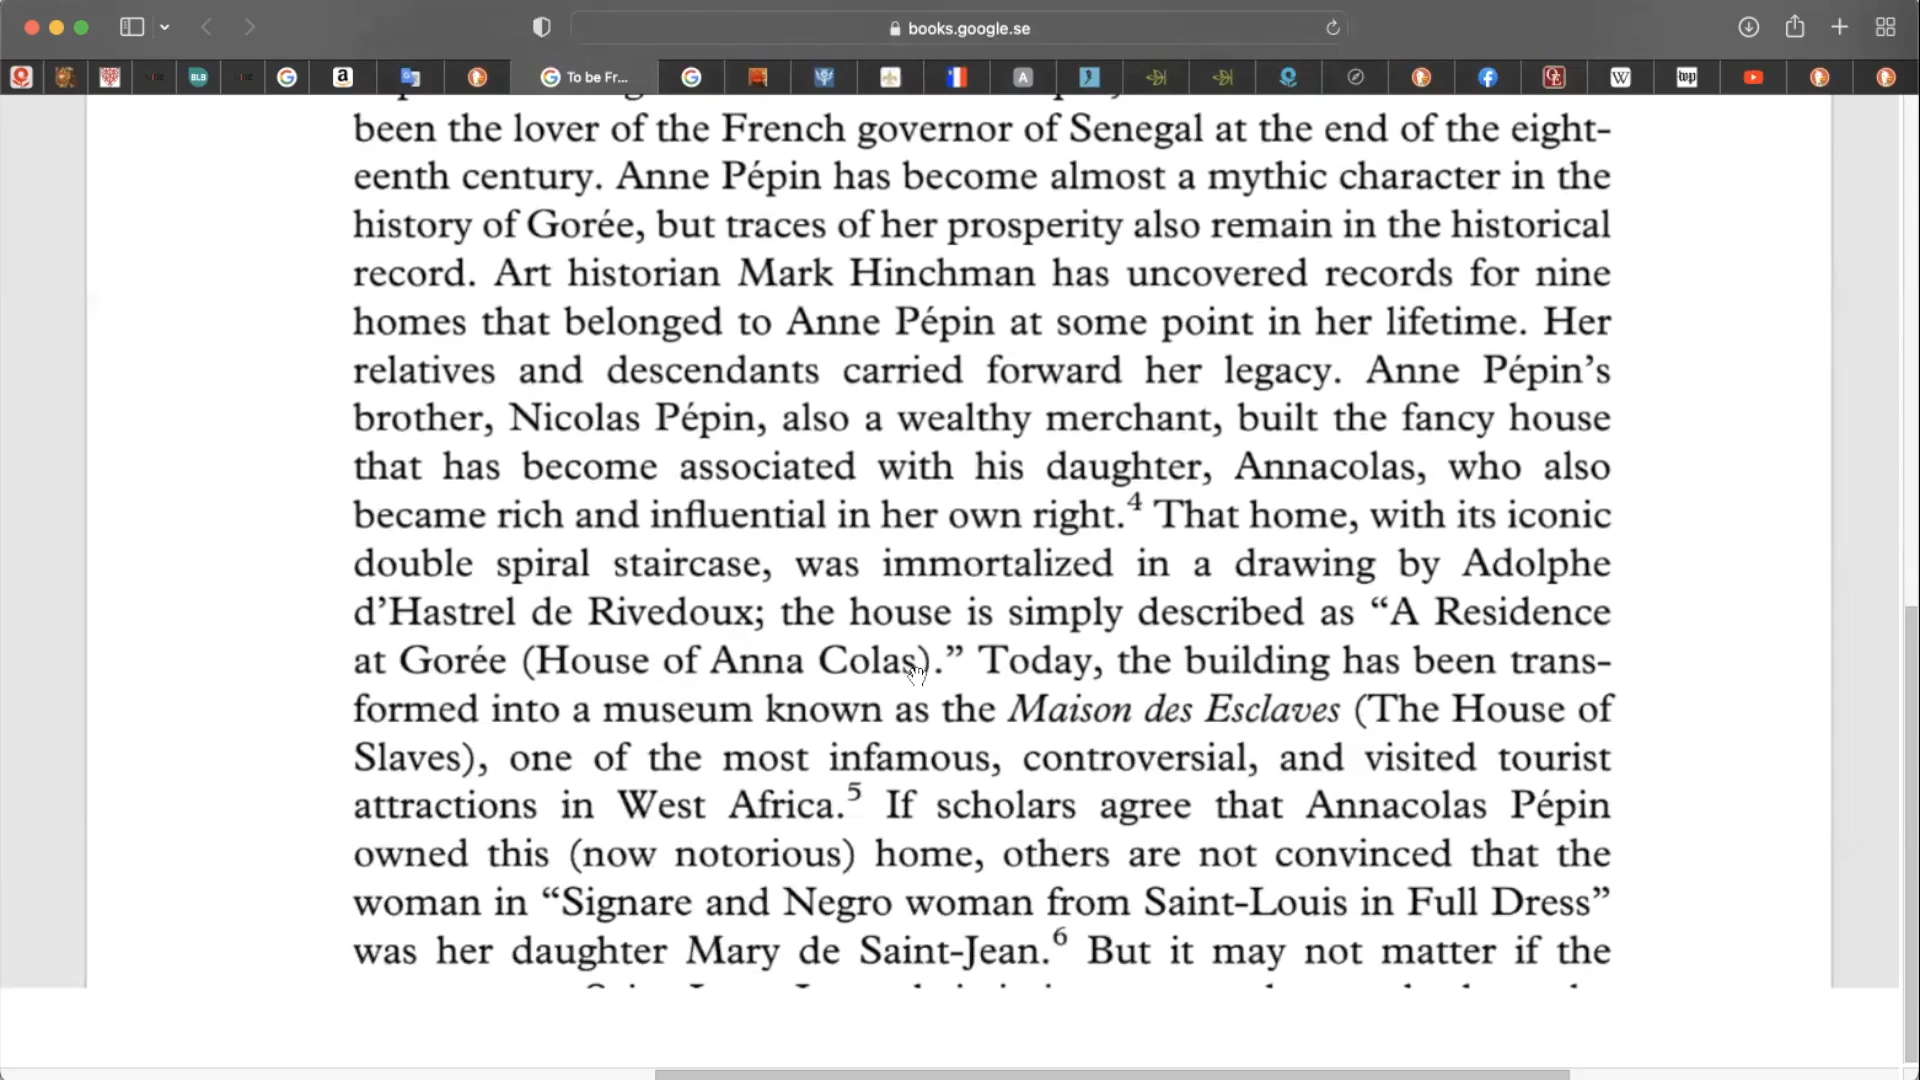 books.google.se
BLB
To be Fr...
been the lover of the French governor of Senegal at the end of the eight-
eenth century. Anne Pépin has become almost a mythic character in the
history of Gorée, but traces of her prosperity also remain in the historical
record. Art historian Mark Hinchman has uncovered records for nine
homes that belonged to Anne Pépin at some point in her lifetime. Her
relatives and descendants carried forward her legacy. Anne Pépin’s
brother, Nicolas Pépin, also a wealthy merchant, built the fancy house
that has become associated with his daughter, Annacolas, who also
became rich and influential in her own right.4 That home, with its iconic
double spiral staircase, was immortalized in a drawing by Adolphe
d’Hastrel de Rivedoux; the house is simply described as “A Residence
at Gorée (House of Anna Colas).” Today, the building has been trans-
formed into a museum known as the Maison des Esclaves (The House of
Slaves), one of the most infamous, controversial, and visited tourist
attractions in West Africa.5 If scholars agree that Annacolas Pépin
owned this (now notorious) home, others are not convinced that the
woman in “Signare and Negro woman from Saint-Louis in Full Dress”
was her daughter Mary de Saint-Jean.6 But it may not matter if the